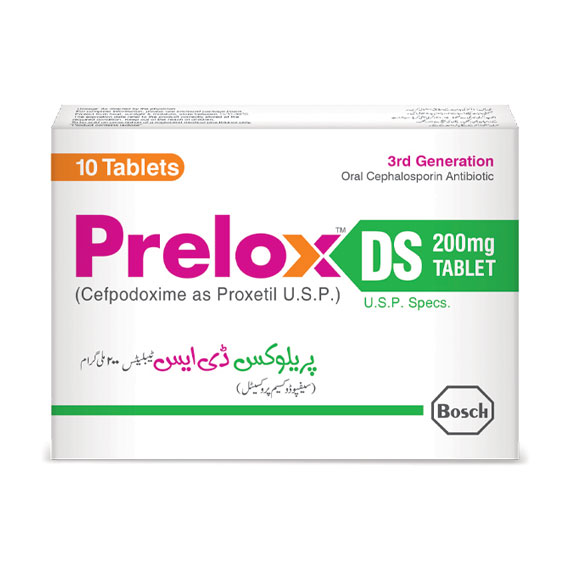 10 Tablets
3rd Generation
Oral Cephalosporin Antibiotic
Prelox™ DS 200mg TABLET
(Cefpodoxime as Proxetil U.S.P.)
U.S.P. Specs.
پریلوکس ڈی ایس ٹیبلیٹس ۲۰۰ ملی گرام
(سیفپوڈوکسیم پروکسیٹل)
Bosch